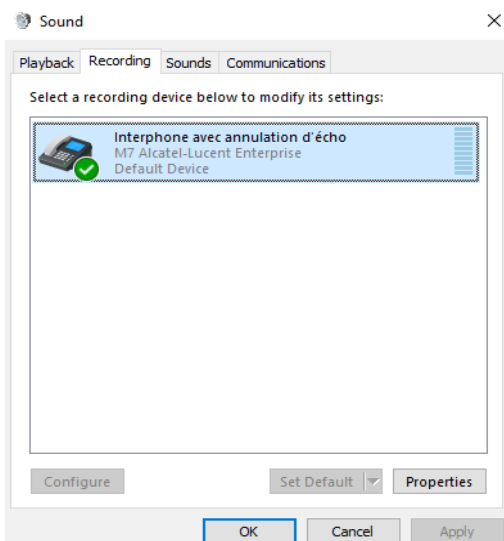 Sound
Playback Recording Sounds Communications
Select a recording device below to modify its settings:
Interphone avec annulation d'écho
M7 Alcatel-Lucent Enterprise
Default Device
Configure Set Default Properties
OK Cancel Apply